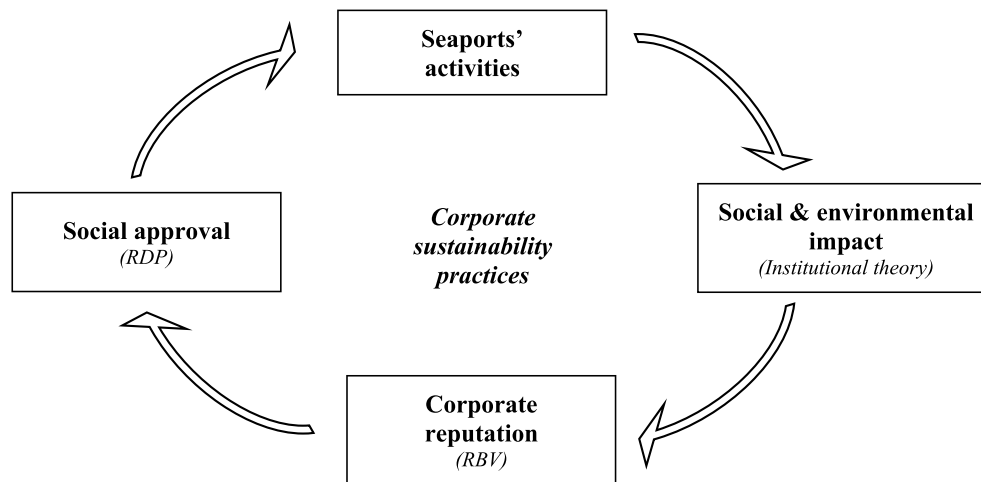 Seaports’
activities
Social approval
(RDP)
Corporate
sustainability
practices
Social & environmental
impact
(Institutional theory)
Corporate
reputation
(RBV)